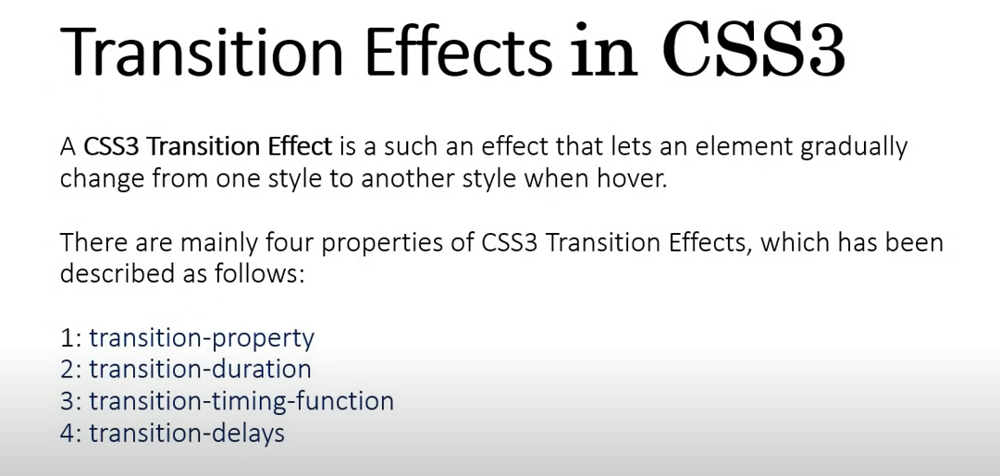 Transition Effects in CSS3
A CSS3 Transition Effect is a such an effect that lets an element gradually
change from one style to another style when hover.
There are mainly four properties of CSS3 Transition Effects, which has been
described as follows:
1: transition-property
2: transition-duration
3: transition-timing-function
4: transition-delays